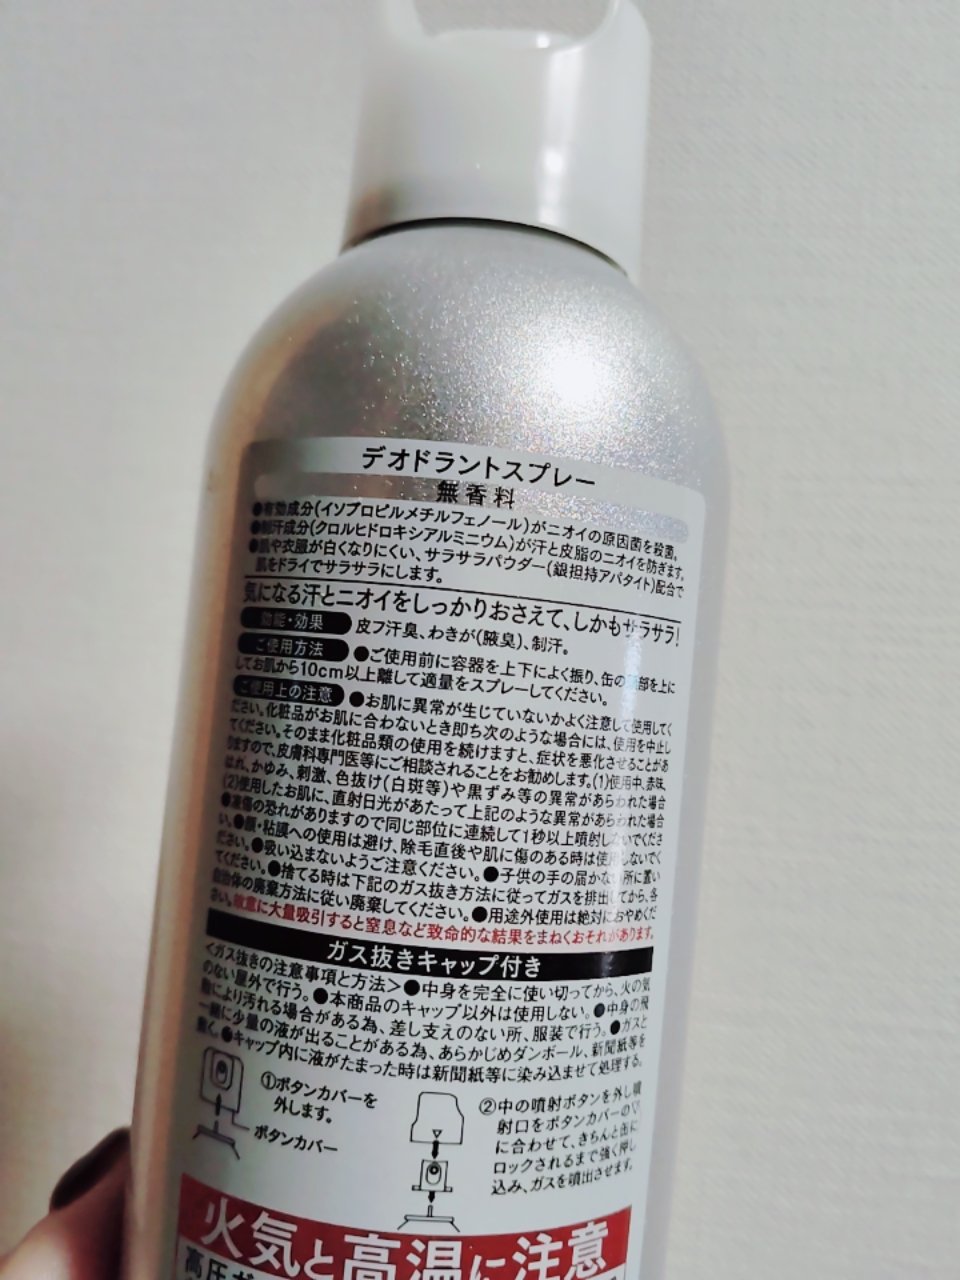 デオドラントスプレー
無香料
●有効成分(イソプロピルメチルフェノール)がニオイの原因菌を殺菌。
●制汗成分(クロルヒドロキシアルミニウム)が汗と皮脂のニオイを防ぎます。
●肌や衣服が白くなりにくい、サラサラパウダー(銀担持アパタイト)配合で
肌をドライでサラサラにします。
気になる汗とニオイをしっかりおさえて、しかもサラサラ!
効能・効果 皮フ汗臭、わきが(腋臭)、制汗。
ご使用方法 ●ご使用前に容器を上下によく振り、缶の頭部を上に
してお肌から10cm以上離して適量をスプレーしてください。
ご使用上の注意 ●お肌に異常が生じていないかよく注意して使用してく
ださい。化粧品がお肌に合わないとき即ち次のような場合には、使用を中止し
てください。そのまま化粧品類の使用を続けますと、症状を悪化させることがあ
りますので、皮膚科専門医等にご相談されることをお勧めします。(1)使用中、赤味、
はれ、かゆみ、刺激、色抜け(白斑等)や黒ずみ等の異常があらわれた場合
(2)使用したお肌に、直射日光があたって上記のような異常があらわれた場合
●凍傷の恐れがありますので同じ部位に連続して1秒以上噴射しないでくださ
い。●顔・粘膜への使用は避け、除毛直後や肌に傷のある時は使用しないでく
ださい。●吸い込まないようご注意ください。●子供の手の届かない所に置い
てください。●捨てる時は下記のガス抜き方法に従ってガスを排出してから、各
自治体の廃棄方法に従い廃棄してください。●用途外使用は絶対におやめくだ
さい。故意に大量吸引すると窒息など致命的な結果をまねくおそれがあります。
ガス抜きキャップ付き
<ガス抜きの注意事項と方法>●中身を完全に使い切ってから、火の気
のない屋外で行う。●本商品のキャップ以外は使用しない。●中身の飛
散により汚れる場合がある為、差し支えのない所、服装で行う。●ガスと
一緒に少量の液が出ることがある為、あらかじめダンボール、新聞紙等を
敷く。●キャップ内に液がたまった時は新聞紙等に染み込ませて処理する。
①ボタンカバーを
外します。
ボタンカバー
②中の噴射ボタンを外し噴
射口をボタンカバーの▽
に合わせて、きちんと缶に
ロックされるまで強く押し
込み、ガスを噴出させます。
火気と高温に注意
高圧ガ